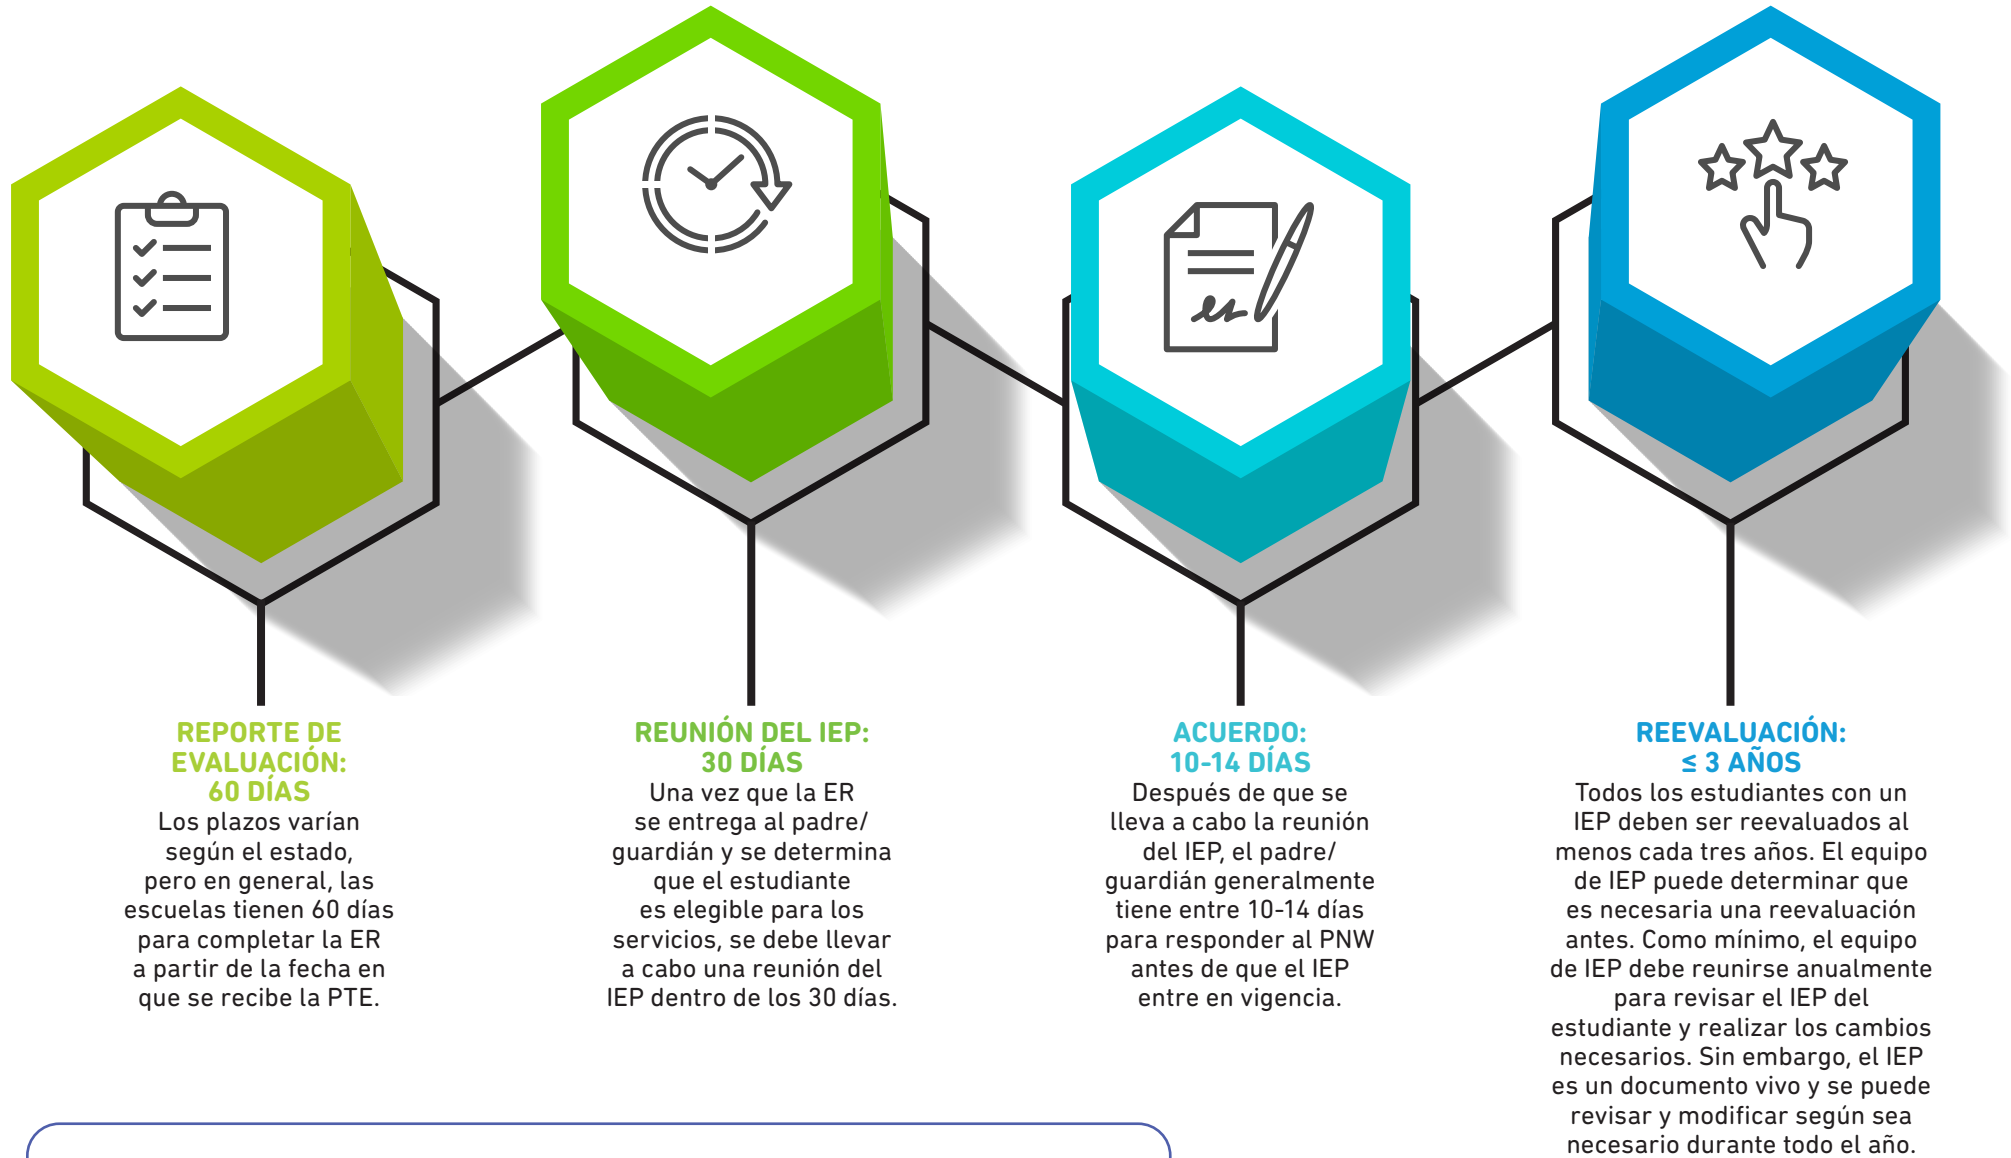 REPORTE DE
EVALUACIÓN:
60 DÍAS
Los plazos varían
según el estado,
pero en general, las
escuelas tienen 60 días
para completar la ER
a partir de la fecha en
que se recibe la PTE.
REUNIÓN DEL IEP:
30 DÍAS
Una vez que la ER
se entrega al padre/
guardián y se determina
que el estudiante
es elegible para los
servicios, se debe llevar
a cabo una reunión del
IEP dentro de los 30 días.
ACUERDO:
10-14 DÍAS
Después de que se
lleva a cabo la reunión
del IEP, el padre/
guardián generalmente
tiene entre 10-14 días
para responder al PNW
antes de que el IEP
entre en vigencia.
REEVALUACIÓN:
≤ 3 AÑOS
Todos los estudiantes con un
IEP deben ser reevaluados al
menos cada tres años. El equipo
de IEP puede determinar que
es necesaria una reevaluación
antes. Como mínimo, el equipo
de IEP debe reunirse anualmente
para revisar el IEP del
estudiante y realizar los cambios
necesarios. Sin embargo, el IEP
es un documento vivo y se puede
revisar y modificar según sea
necesario durante todo el año.